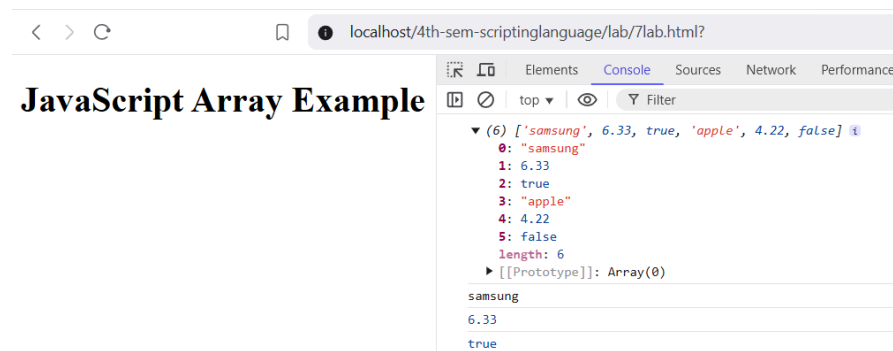 localhost/4th-sem-scriptinglanguage/lab/7lab.html?
JavaScript Array Example
Elements Console Sources Network Performance
top Filter
(6) ['samsung', 6.33, true, 'apple', 4.22, false] i
0: "samsung"
1: 6.33
2: true
3: "apple"
4: 4.22
5: false
length: 6
[[Prototype]]: Array(0)
samsung
6.33
true